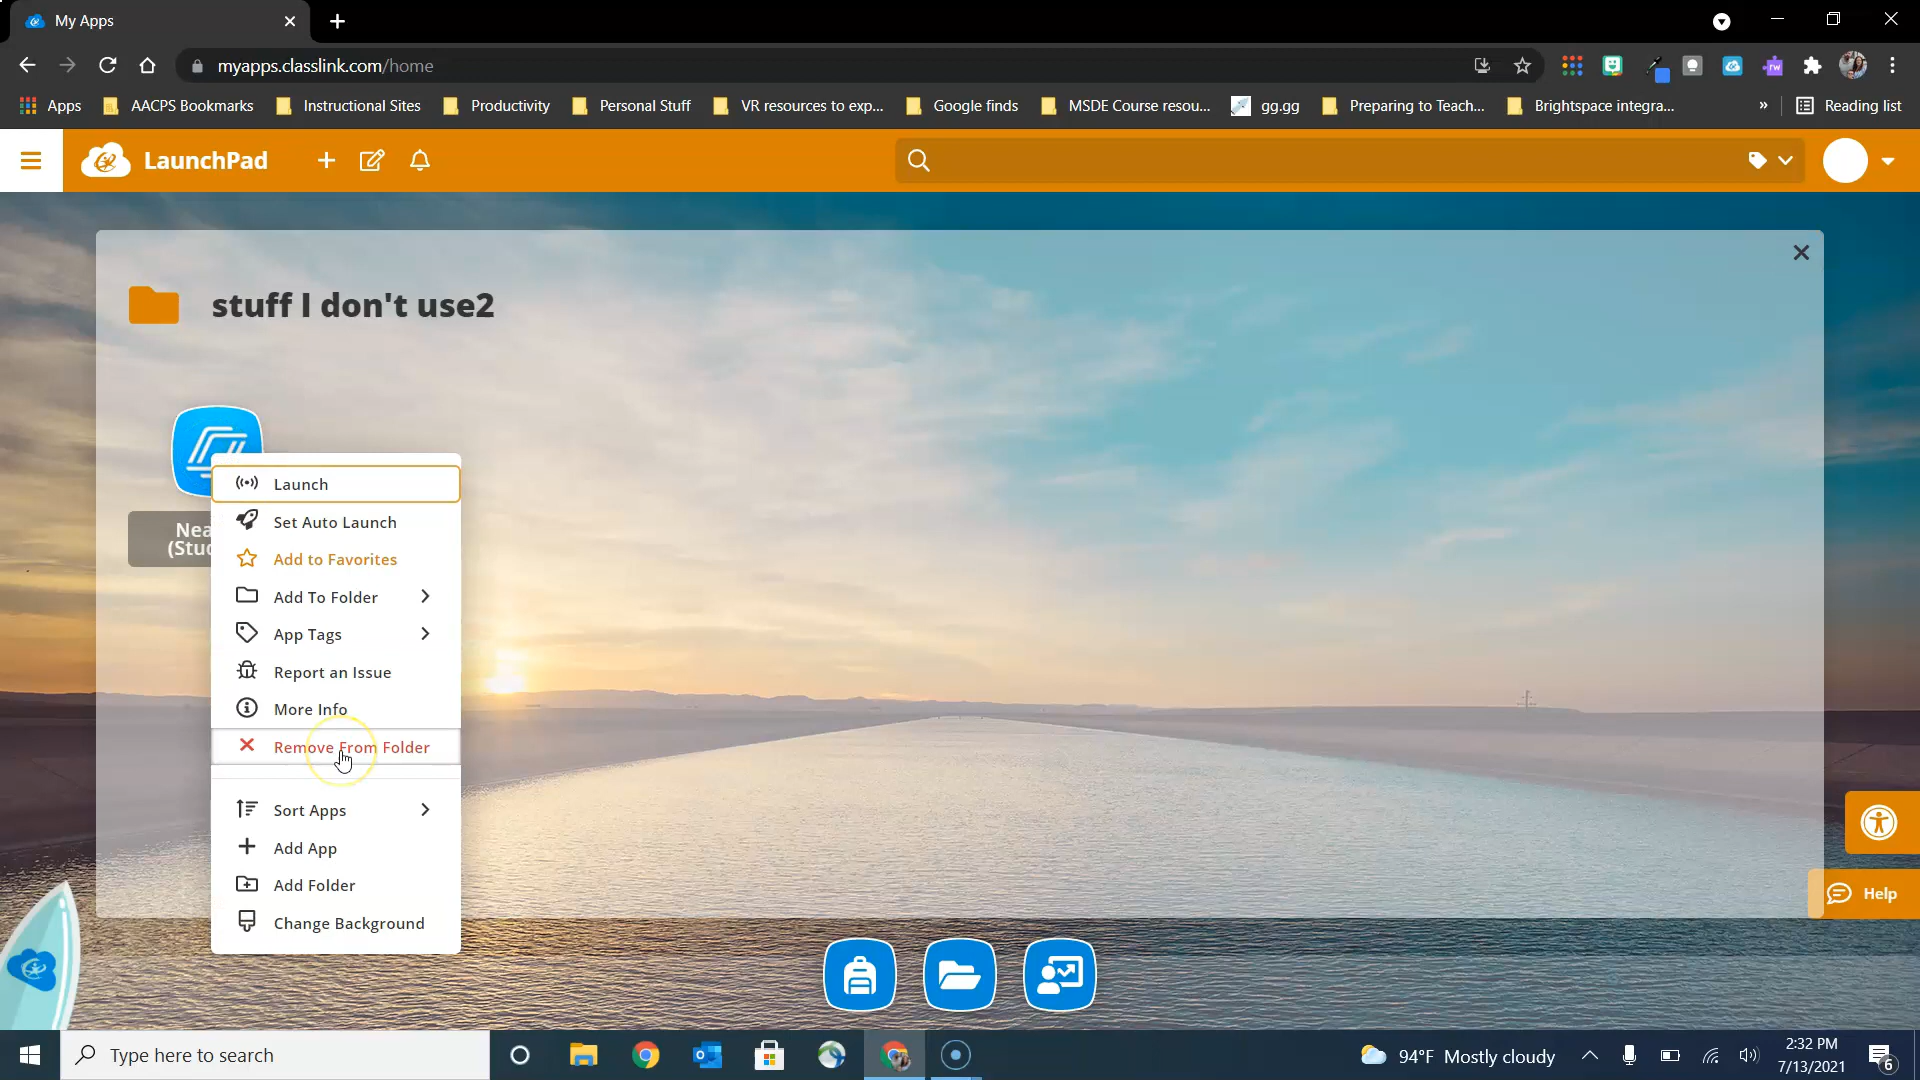 My Apps
myapps.classlink.com/home
Apps
AACPS Bookmarks
Instructional Sites
Productivity
Personal Stuff
VR resources to exp...
Google finds
MSDE Course resou...
gg.gg
Preparing to Teach...
Brightspace integra...
»
Reading list
LaunchPad
stuff I don't use2
Nea
(Stud
Launch
Set Auto Launch
Add to Favorites
Add To Folder
App Tags
Report an Issue
More Info
Remove From Folder
Sort Apps
Add App
Add Folder
Change Background
Help
Type here to search
94°F Mostly cloudy
2:32 PM
7/13/2021
6